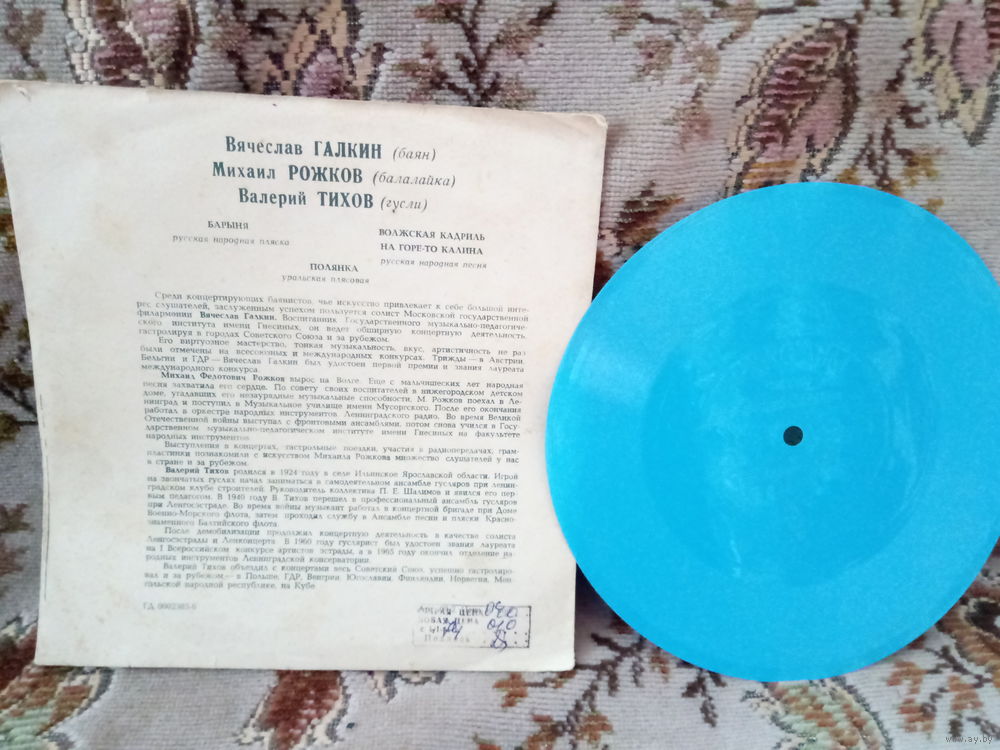 Вячеслав ГАЛКИН (баян)
Михаил РОЖКОВ (балалайка)
Валерий ТИХОВ (гусли)
БАРЫНЯ
русская народная пляска
ВОЛЖСКАЯ КАДРИЛЬ
НА ГОРЕ-ТО КАЛИНА
русская народная песня
ПОЛЯНКА
уральская плясовая
Среди концертирующих баянистов, чье искусство привлекает к себе большой инте-
рес слушателей, заслуженным успехом пользуется солист Московской государственной
филармонии Вячеслав Галкин. Воспитанник Государственного музыкально-педагогиче-
ского института имени Гнесиных, он ведет обширную концертную деятельность,
гастролируя в городах Советского Союза и за рубежом.
Его виртуозное мастерство, тонкая музыкальность, вкус, артистичность не раз
были отмечены на всесоюзных и международных конкурсах. Трижды — в Австрии,
Бельгии и ГДР — Вячеслав Галкин был удостоен первой премии и звания лауреата
международного конкурса.
Михаил Федотович Рожков вырос на Волге. Еще с мальчишеских лет народная
песня захватила его сердце. По совету своих воспитателей в нижегородском детском
доме, угадавших его незаурядные музыкальные способности, М. Рожков поехал в Ле-
нинград и поступил в Музыкальное училище имени Мусоргского. После его окончания
работал в оркестре народных инструментов Ленинградского радио. Во время Великой
Отечественной войны выступал с фронтовыми ансамблями, потом снова учился в Госу-
дарственном музыкально-педагогическом институте имени Гнесиных на факультете
народных инструментов.
Выступления в концертах, гастрольные поездки, участия в радиопередачах, грам-
пластинки познакомили с искусством Михаила Рожкова множество слушателей у нас
в стране и за рубежом.
Валерий Тихов родился в 1924 году в селе Ильинское Ярославской области. Игрой
на звончатых гуслях начал заниматься в самодеятельном ансамбле гусляров при ленин-
градском клубе строителей. Руководитель коллектива П. Е. Шалимов и явился его пер-
вым педагогом. В 1940 году В. Тихов перешел в профессиональный ансамбль гусляров
при Ленгосэстраде. Во время войны музыкант работал в концертной бригаде при Доме
Военно-Морского флота, затем проходил службу в Ансамбле песни и пляски Красно-
знаменного Балтийского флота.
После демобилизации продолжил концертную деятельность в качестве солиста
Ленгосэстрады и Ленконцерта. В 1960 году гуслярист был удостоен звания лауреата
на I Всероссийском конкурсе артистов эстрады, а в 1965 году окончил отделение на-
родных инструментов Ленинградской консерватории.
Валерий Тихов объездил с концертами весь Советский Союз, успешно гастролиро-
вал и за рубежом — в Польше, ГДР, Венгрии, Югославии, Финляндии, Норвегии, Мон-
гольской народной республике, на Кубе.
ГД 0002385-6
ЦЕНА
ЦЕНА
www.ay.by